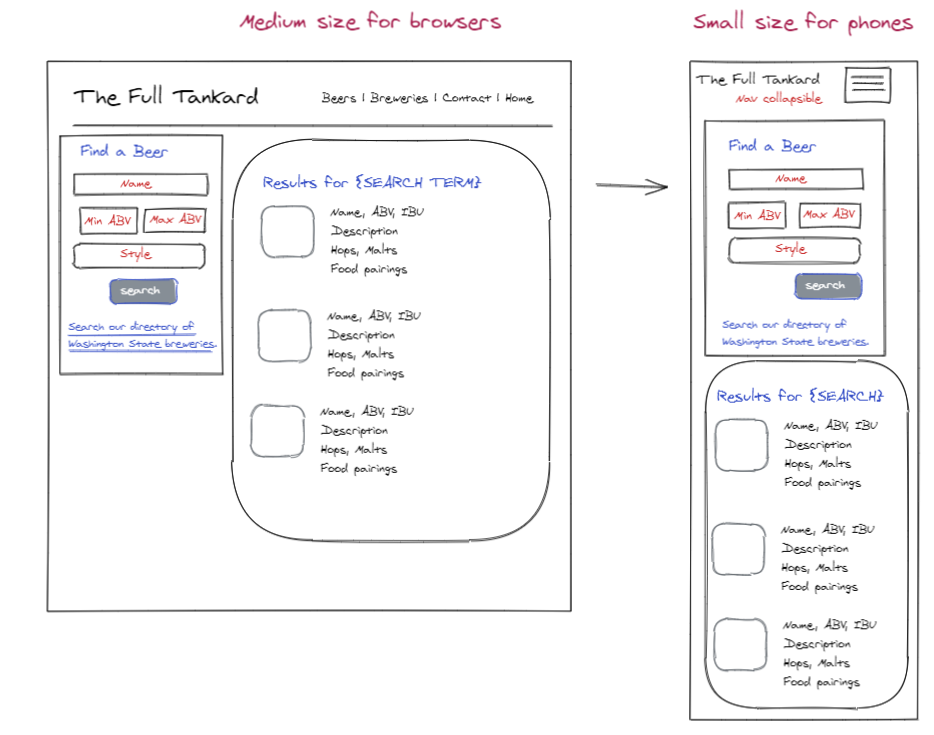 Medium size for browsers
The Full Tankard
Beers | Breweries | Contact | Home
Find a Beer
Name
Min ABV
Max ABV
Style
search
Search our directory of
Washington State breweries.
Results for {SEARCH TERM}
Name, ABV, IBU
Description
Hops, Malts
Food pairings
Name, ABV, IBU
Description
Hops, Malts
Food pairings
Name, ABV, IBU
Description
Hops, Malts
Food pairings
Small size for phones
The Full Tankard
Nav collapsible
Find a Beer
Name
Min ABV
Max ABV
Style
search
Search our directory of
Washington State breweries.
Results for {SEARCH}
Name, ABV, IBU
Description
Hops, Malts
Food pairings
Name, ABV, IBU
Description
Hops, Malts
Food pairings
Name, ABV, IBU
Description
Hops, Malts
Food pairings